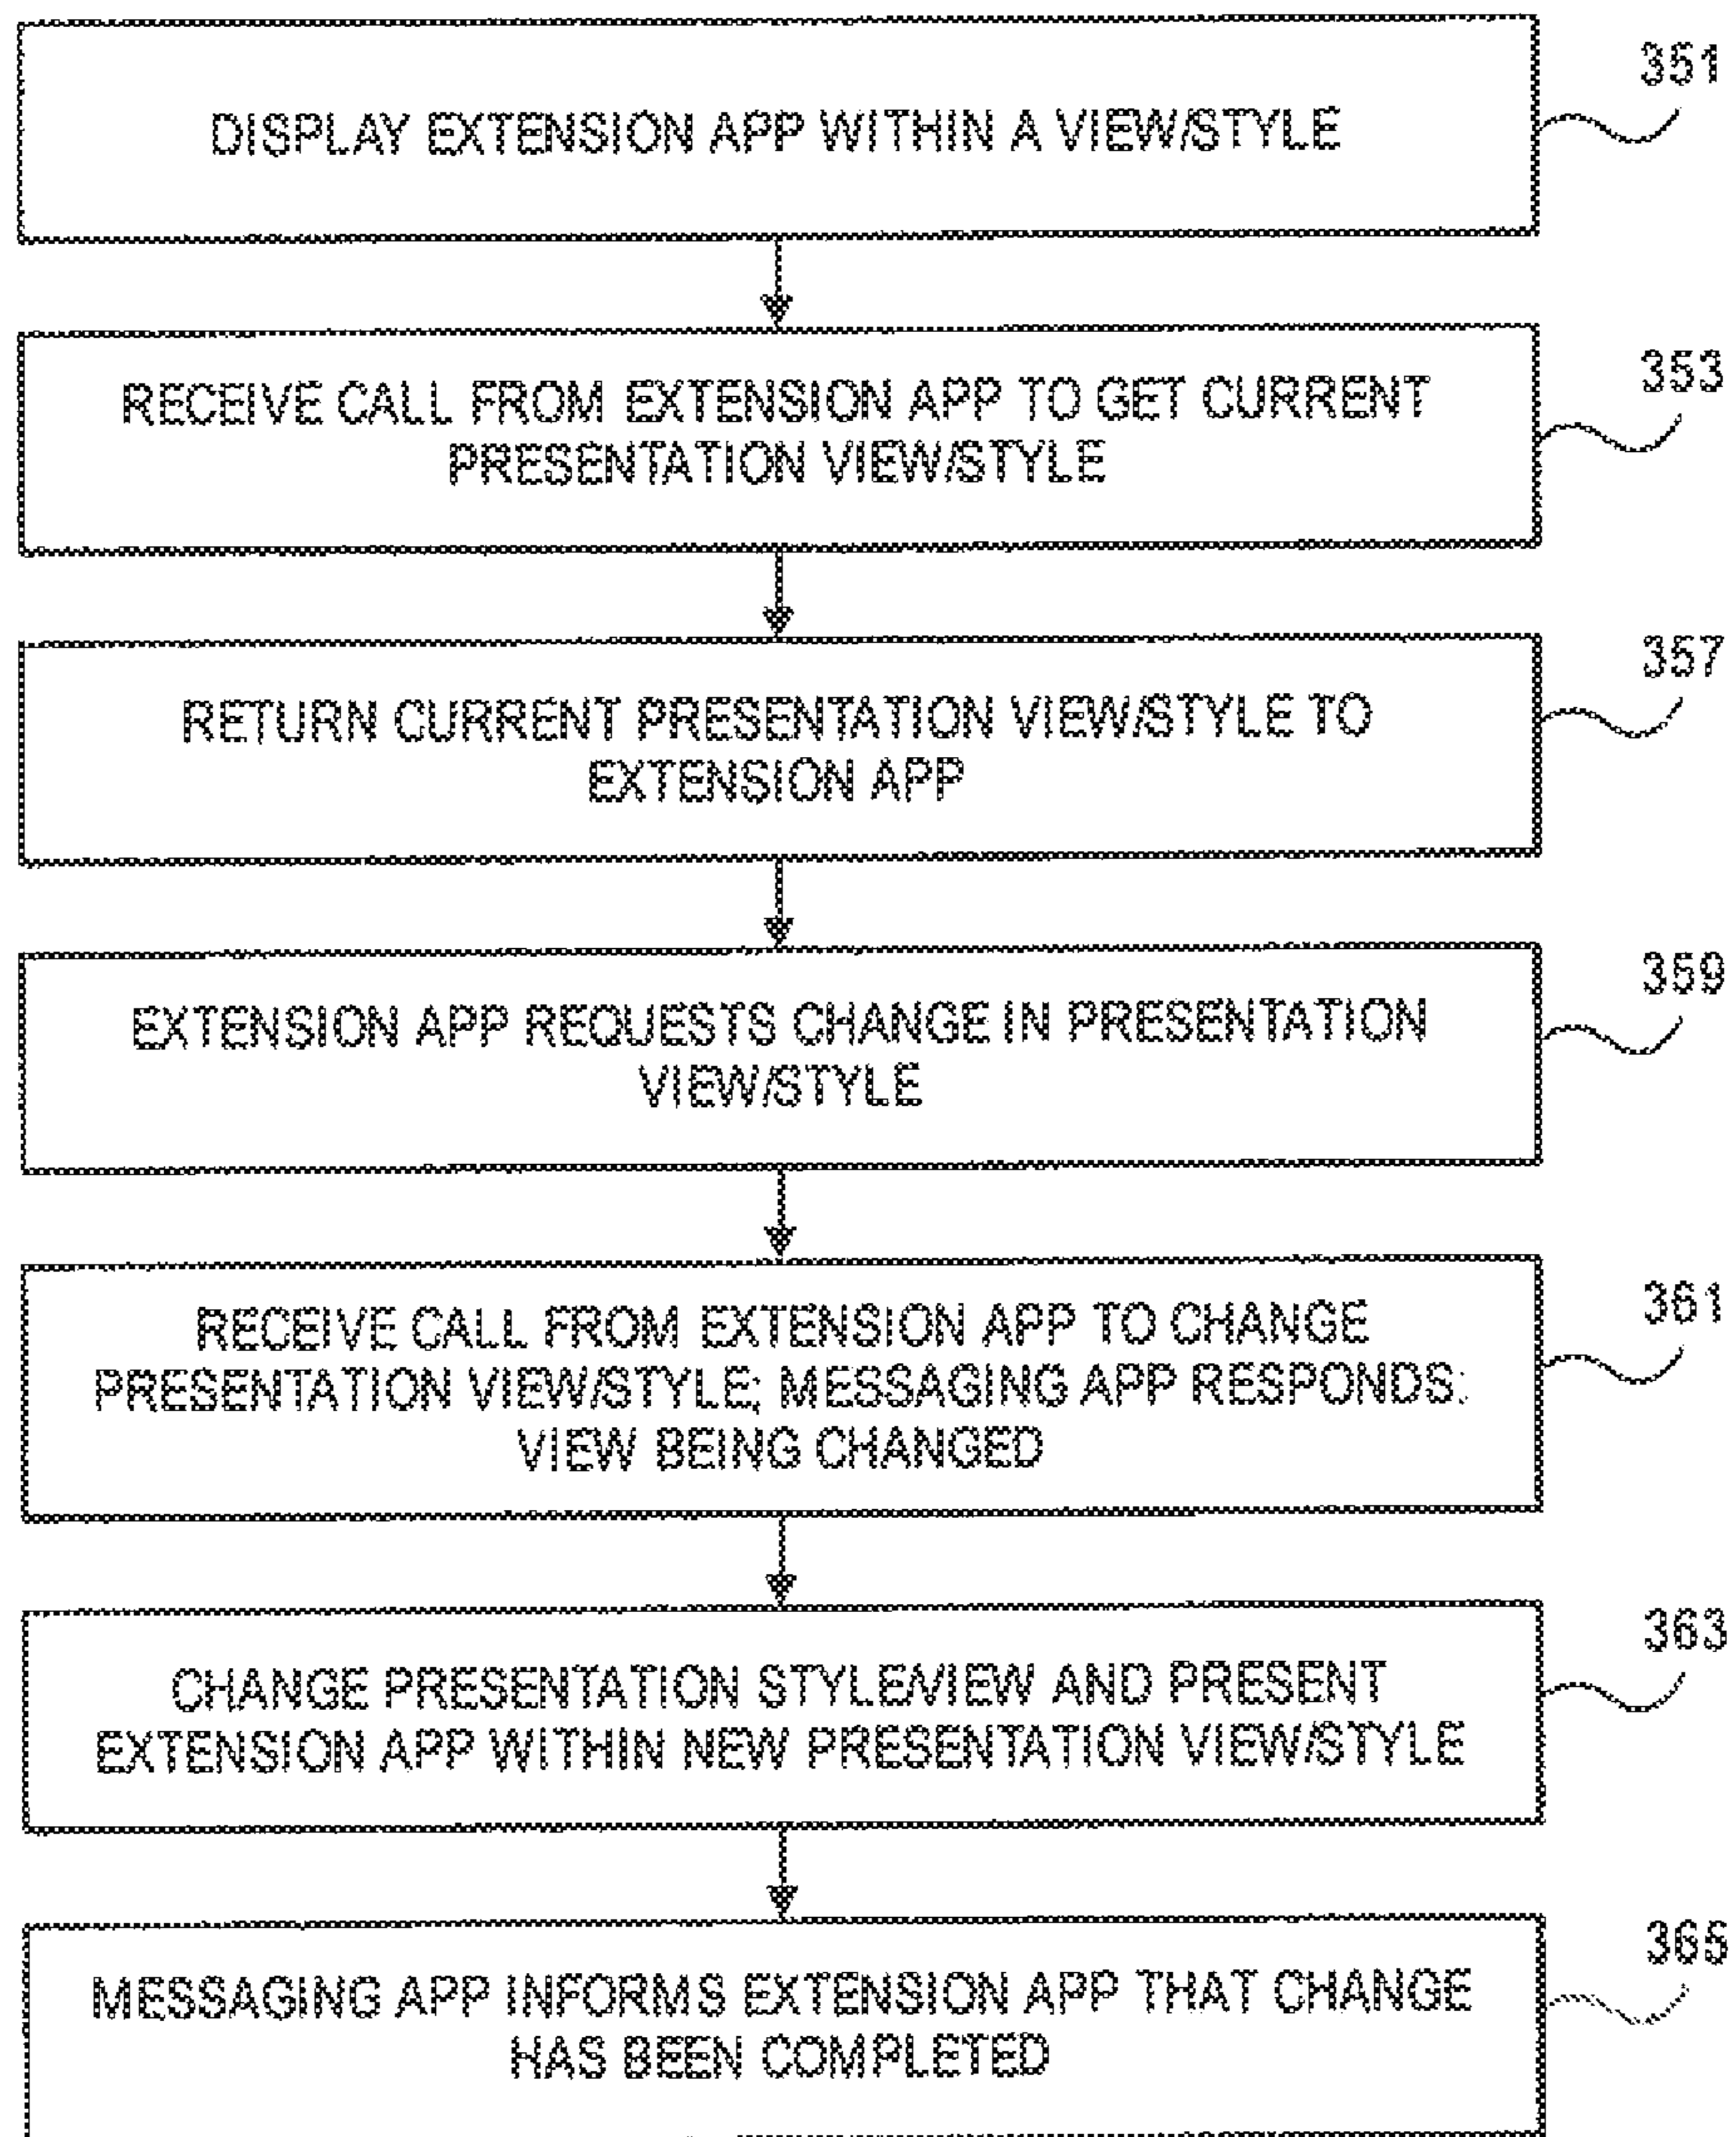 351
DISPLAY EXTENSION APP WITHIN A VIEW/STYLE
353
RECEIVE CALL FROM EXTENSION APP TO GET CURRENT
PRESENTATION VIEW/STYLE
357
RETURN CURRENT PRESENTATION VIEW/STYLE TO
EXTENSION APP
359
EXTENSION APP REQUESTS CHANGE IN PRESENTATION
VIEW/STYLE
361
RECEIVE CALL FROM EXTENSION APP TO CHANGE
PRESENTATION VIEW/STYLE; MESSAGING APP RESPONDS:
VIEW BEING CHANGED
363
CHANGE PRESENTATION STYLE/VIEW AND PRESENT
EXTENSION APP WITHIN NEW PRESENTATION VIEW/STYLE
365
MESSAGING APP INFORMS EXTENSION APP THAT CHANGE
HAS BEEN COMPLETED